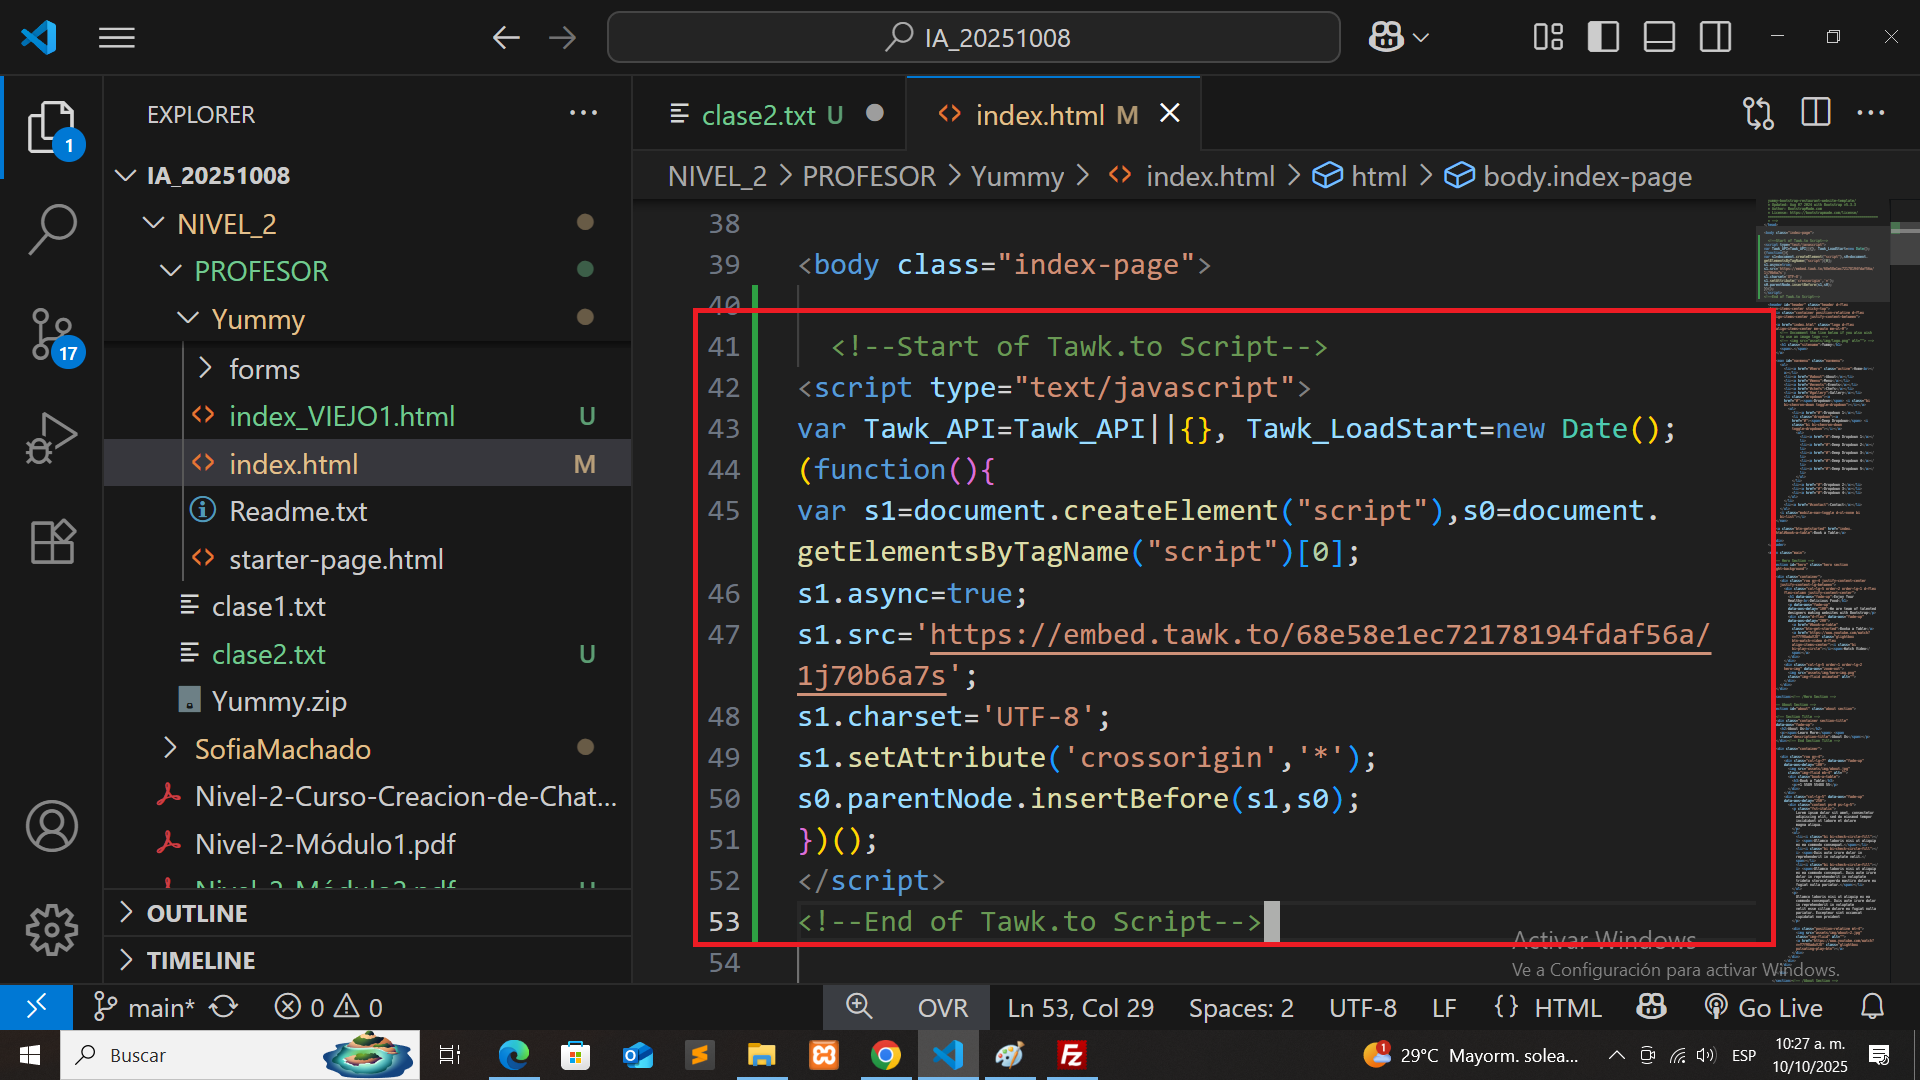 IA_20251008
EXPLORER
1
IA_20251008
NIVEL_2
PROFESOR
Yummy
forms
index_VIEJO1.html U
index.html M
Readme.txt
starter-page.html
clase1.txt
clase2.txt U
Yummy.zip
SofiaMachado
Nivel-2-Curso-Creacion-de-Chat...
Nivel-2-Módulo1.pdf
Nivel-2-Módulo2.pdf U
OUTLINE
TIMELINE
17
clase2.txt U
index.html M
NIVEL_2 > PROFESOR > Yummy > index.html > html > body.index-page
38
39 <body class="index-page">
40
41 <!--Start of Tawk.to Script-->
42 <script type="text/javascript">
43 var Tawk_API=Tawk_API||{}, Tawk_LoadStart=new Date();
44 (function(){
45 var s1=document.createElement("script"),s0=document.
getElementsByTagName("script")[0];
46 s1.async=true;
47 s1.src='https://embed.tawk.to/68e58e1ec72178194fdaf56a/
1j70b6a7s';
48 s1.charset='UTF-8';
49 s1.setAttribute('crossorigin','*');
50 s0.parentNode.insertBefore(s1,s0);
51 })();
52 </script>
53 <!--End of Tawk.to Script-->
54
Activar Windows
Ve a Configuración para activar Windows.
main* 0 0 OVR Ln 53, Col 29 Spaces: 2 UTF-8 LF {} HTML Go Live
Buscar
1 29°C Mayorm. solea... ESP
10:27 a. m.
10/10/2025